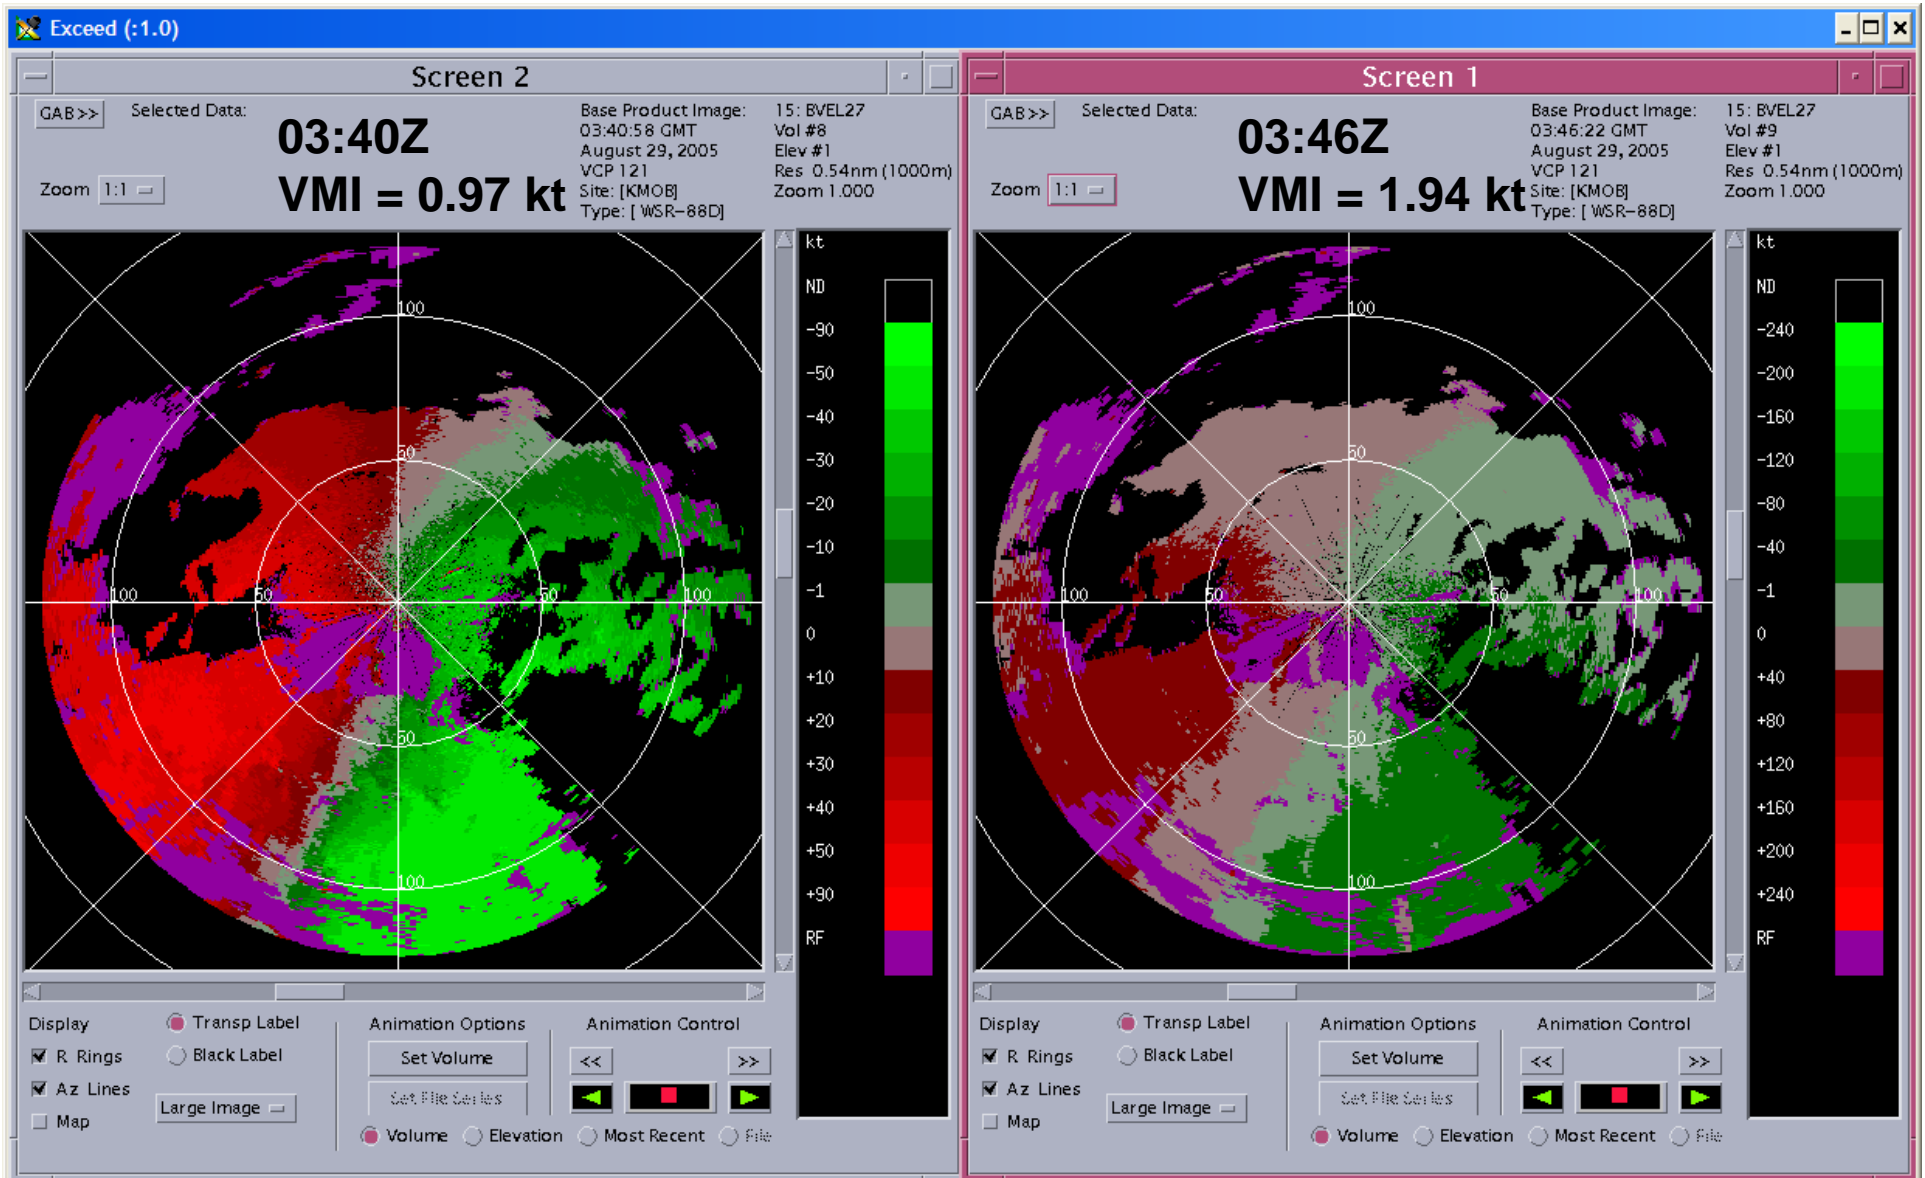 Exceed (:1.0)
Screen 2
GAB>>
Selected Data:
03:40Z
VMI = 0.97 kt
Zoom 1:1
Base Product Image:
03:40:58 GMT
August 29, 2005
VCP 121
Site: [KMOB]
Type: [ WSR-88D]
15: BVEL27
Vol #8
Elev #1
Res 0.54nm (1000m)
Zoom 1.000
100
50
100
50
50
100
50
100
kt
ND
-90
-50
-40
-30
-20
-10
-1
0
+10
+20
+30
+40
+50
+90
RF
Display
R Rings
Az Lines
Map
Transp Label
Black Label
Large Image
Animation Options
Set Volume
Set File Series
Animation Control
<<
>>
Volume
Elevation
Most Recent
File
Screen 1
GAB>>
Selected Data:
03:46Z
VMI = 1.94 kt
Zoom 1:1
Base Product Image:
03:46:22 GMT
August 29, 2005
VCP 121
Site: [KMOB]
Type: [ WSR-88D]
15: BVEL27
Vol #9
Elev #1
Res 0.54nm (1000m)
Zoom 1.000
100
50
100
50
50
100
50
100
kt
ND
-240
-200
-160
-120
-80
-40
-1
0
+40
+80
+120
+160
+200
+240
RF
Display
R Rings
Az Lines
Map
Transp Label
Black Label
Large Image
Animation Options
Set Volume
Set File Series
Animation Control
<<
>>
Volume
Elevation
Most Recent
File